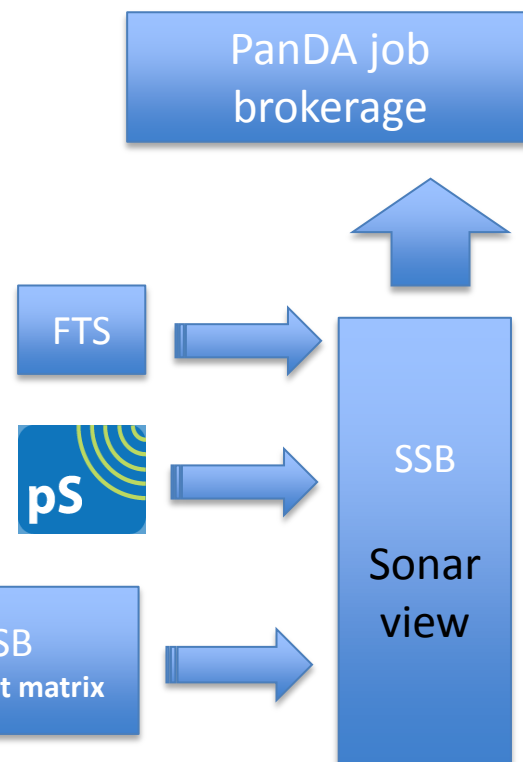 PanDA job
brokerage
FTS
pS
SSB
Sonar
view
SB
t matrix